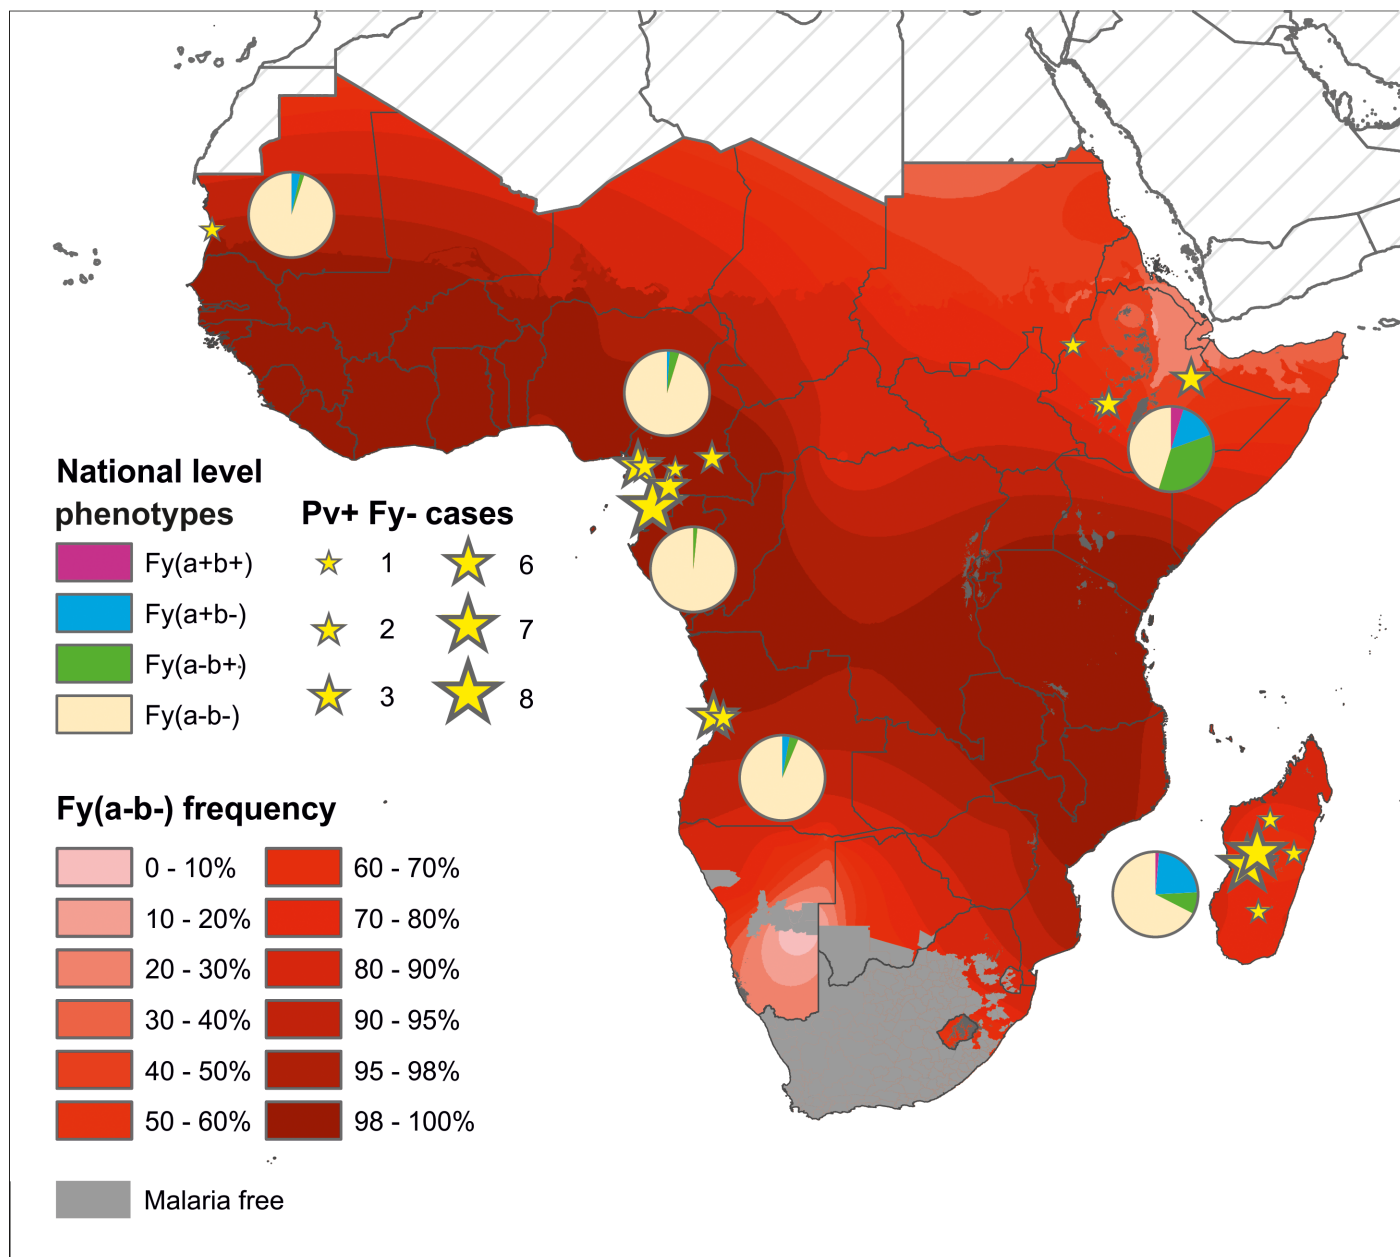 National level
phenotypes
Fy(a+b+)
Fy(a+b-)
Fy(a-b+)
Fy(a-b-)
Pv+ Fy- cases
1 6
2 7
3 8
Fy(a-b-) frequency
0 - 10% 60 - 70%
10 - 20% 70 - 80%
20 - 30% 80 - 90%
30 - 40% 90 - 95%
40 - 50% 95 - 98%
50 - 60% 98 - 100%
Malaria free